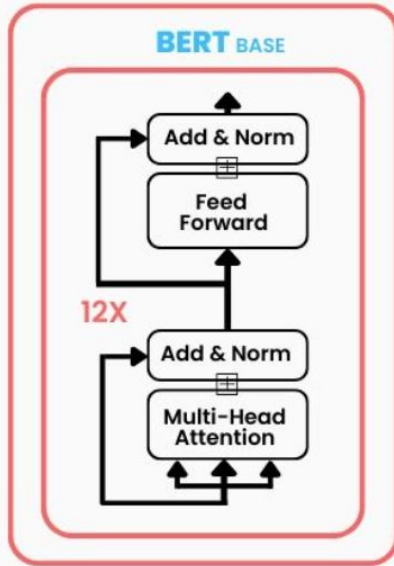 BERT BASE
Add & Norm
Feed
Forward
12X
Add & Norm
Multi-Head
Attention